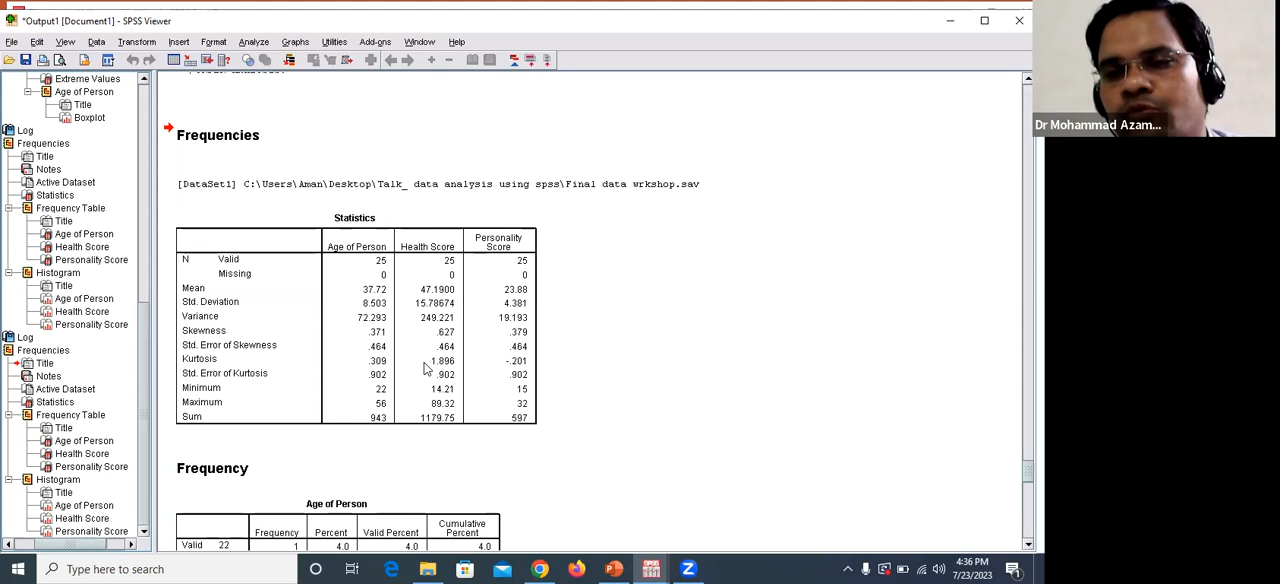 *Output1 [Document1] - SPSS Viewer
File Edit View Data Transform Insert Format Analyze Graphs Utilities Add-ons Window Help
Extreme Values
Age of Person
Title
Boxplot
Log
Frequencies
Title
Notes
Active Dataset
Statistics
Frequency Table
Title
Age of Person
Health Score
Personality Score
Histogram
Title
Age of Person
Health Score
Personality Score
Log
Frequencies
Title
Notes
Active Dataset
Statistics
Frequency Table
Title
Age of Person
Health Score
Personality Score
Histogram
Title
Age of Person
Health Score
Personality Score
Frequencies
[DataSet1] C:\Users\Aman\Desktop\Talk_ data analysis using spss\Final data wrkshop.sav
Statistics
Age of Person Health Score Personality Score
N Valid 25 25 25
Missing 0 0 0
Mean 37.72 47.1900 23.88
Std. Deviation 8.503 15.78674 4.381
Variance 72.293 249.221 19.193
Skewness .371 .627 .379
Std. Error of Skewness .464 .464 .464
Kurtosis .309 1.896 -.201
Std. Error of Kurtosis .902 .902 .902
Minimum 22 14.21 15
Maximum 56 89.32 32
Sum 943 1179.75 597
Frequency
Age of Person
Frequency Percent Valid Percent Cumulative Percent
Valid 22 1 4.0 4.0 4.0
Dr Mohammad Azam...
Type here to search
SPSS
4:36 PM
7/23/2023
1